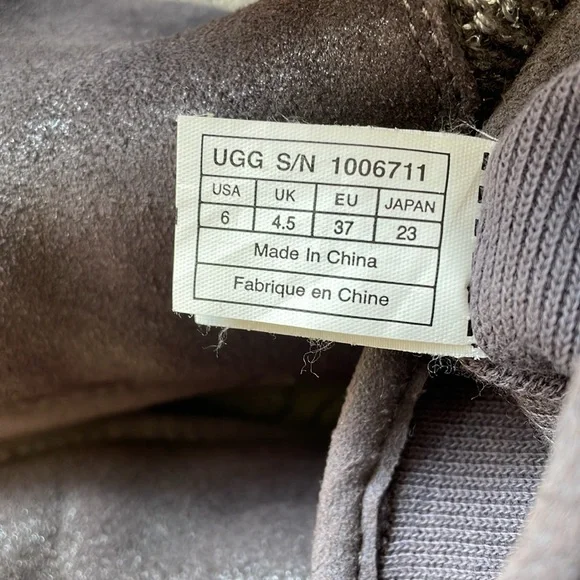 UGG S/N 1006711
USA UK EU JAPAN
6 4.5 37 23
Made In China
Fabrique en Chine